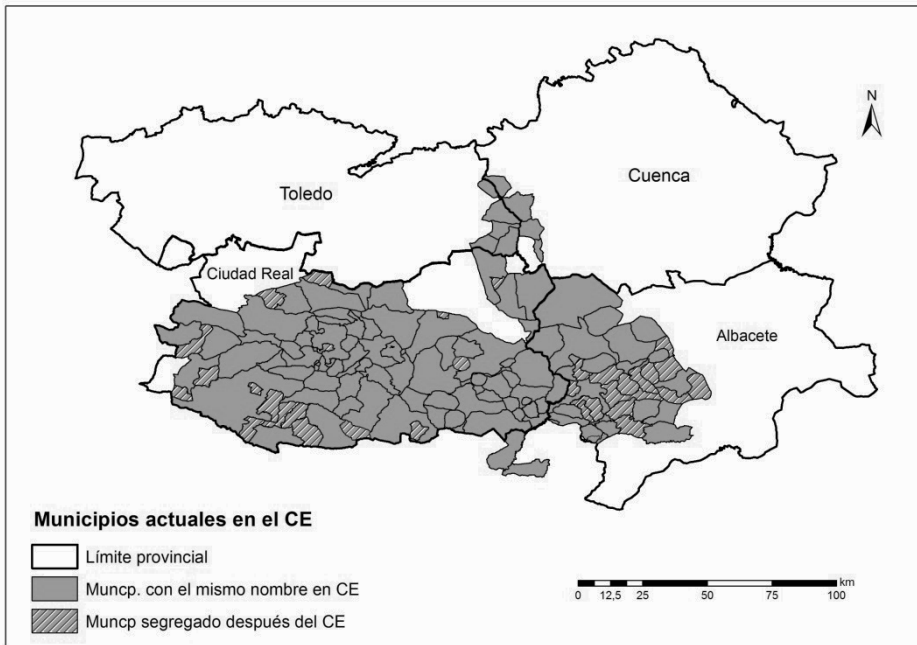 N
Cuenca
Toledo
Ciudad Real
Albacete
Municipios actuales en el CE
Límite provincial
Muncp. con el mismo nombre en CE
Muncp segregado después del CE
km
0 12,5 25 50 75 100